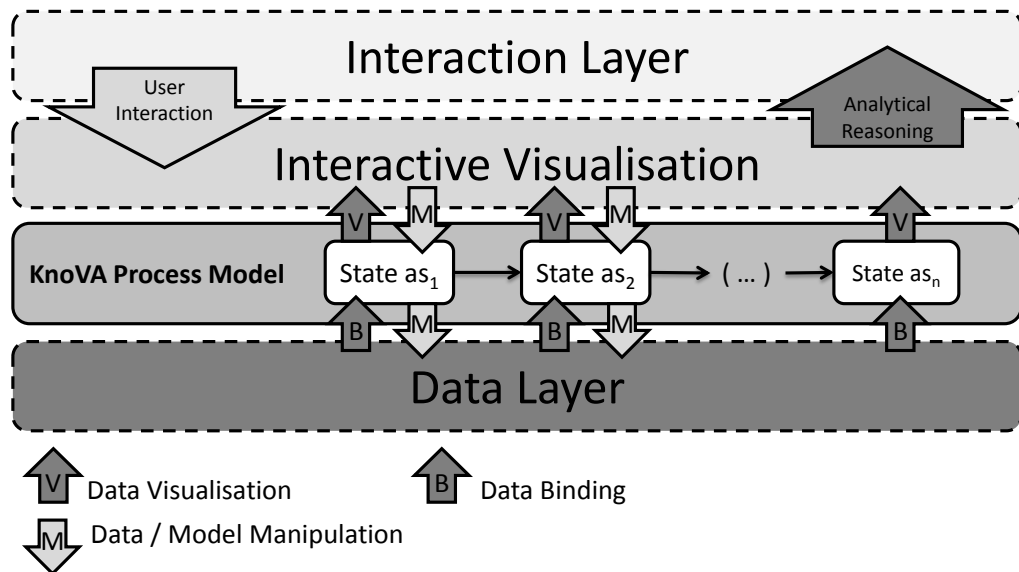 Interaction Layer
User
Interaction
Analytical
Reasoning
Interactive Visualisation
V M V M V
KnoVA Process Model
State as₁
State as₂
( ... )
State asₙ
B M B M B
Data Layer
V Data Visualisation
B Data Binding
M Data / Model Manipulation